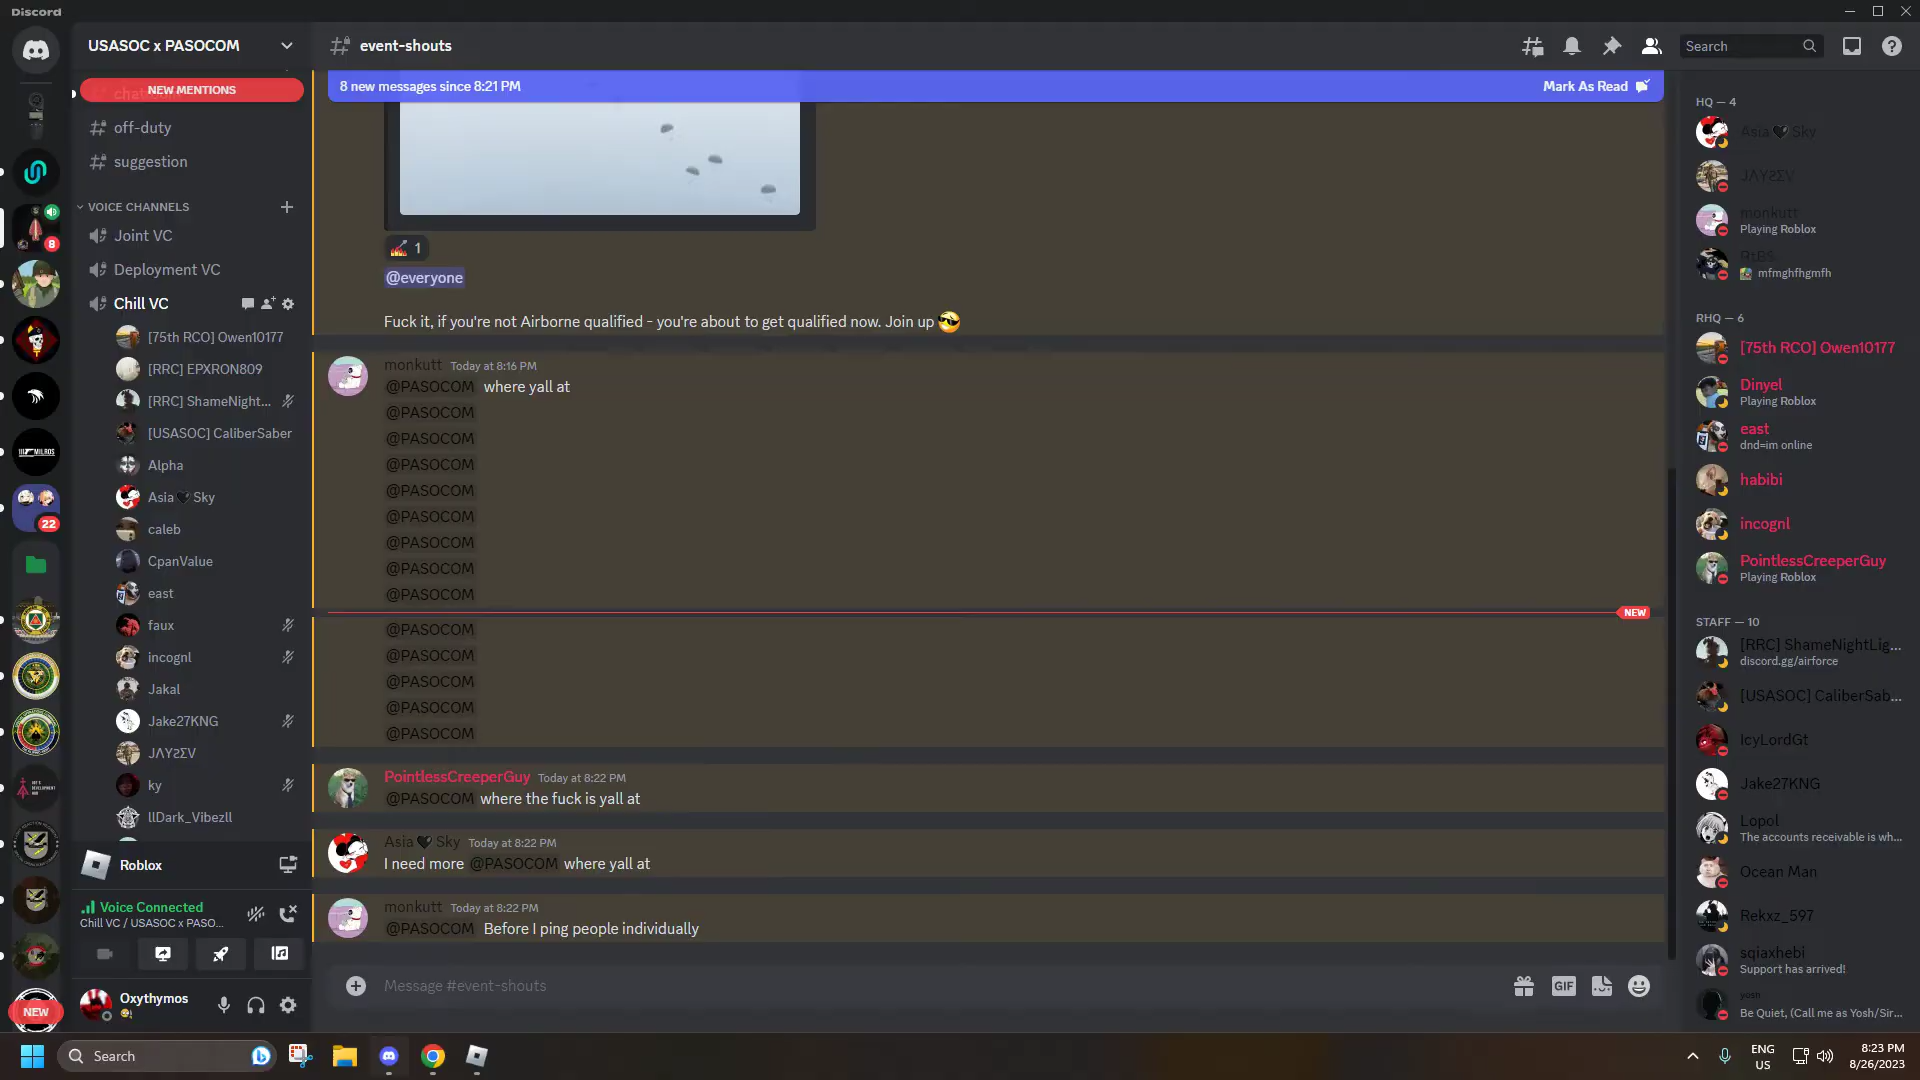 Discord
USASOC x PASOCOM
NEW MENTIONS
off-duty
suggestion
VOICE CHANNELS
Joint VC
Deployment VC
Chill VC
[75th RCO] Owen10177
[RRC] EPXRON809
[RRC] ShameNight...
[USASOC] CaliberSaber
Alpha
Asia🖤Sky
caleb
CpanValue
east
faux
incognl
Jakal
Jake27KNG
JΛYƧΣV
ky
llDark_Vibezll
Roblox
Voice Connected
Chill VC / USASOC x PASO...
Oxythymos
8
22
NEW
event-shouts
Search
8 new messages since 8:21 PM
Mark As Read
1
@everyone
Fuck it, if you're not Airborne qualified - you're about to get qualified now. Join up 😎
monkutt Today at 8:16 PM
@PASOCOM where yall at
@PASOCOM
@PASOCOM
@PASOCOM
@PASOCOM
@PASOCOM
@PASOCOM
@PASOCOM
@PASOCOM
NEW
@PASOCOM
@PASOCOM
@PASOCOM
@PASOCOM
@PASOCOM
PointlessCreeperGuy Today at 8:22 PM
@PASOCOM where the fuck is yall at
Asia🖤Sky Today at 8:22 PM
I need more @PASOCOM where yall at
monkutt Today at 8:22 PM
@PASOCOM Before I ping people individually
Message #event-shouts
GIF
HQ — 4
Asia🖤Sky
JΛYƧΣV
monkutt
Playing Roblox
mfmghfhgmfh
RHQ — 6
[75th RCO] Owen10177
Dinyel
Playing Roblox
east
dnd=im online
habibi
incognl
PointlessCreeperGuy
Playing Roblox
STAFF — 10
[RRC] ShameNightLig...
discord.gg/airforce
[USASOC] CaliberSab...
IcyLordGt
Jake27KNG
Lopol
The accounts receivable is wh...
Ocean Man
Rekxz_597
sqiaxhebi
Support has arrived!
yosh
Be Quiet, (Call me as Yosh/Sir...
Search
ENG
US
8:23 PM
8/26/2023